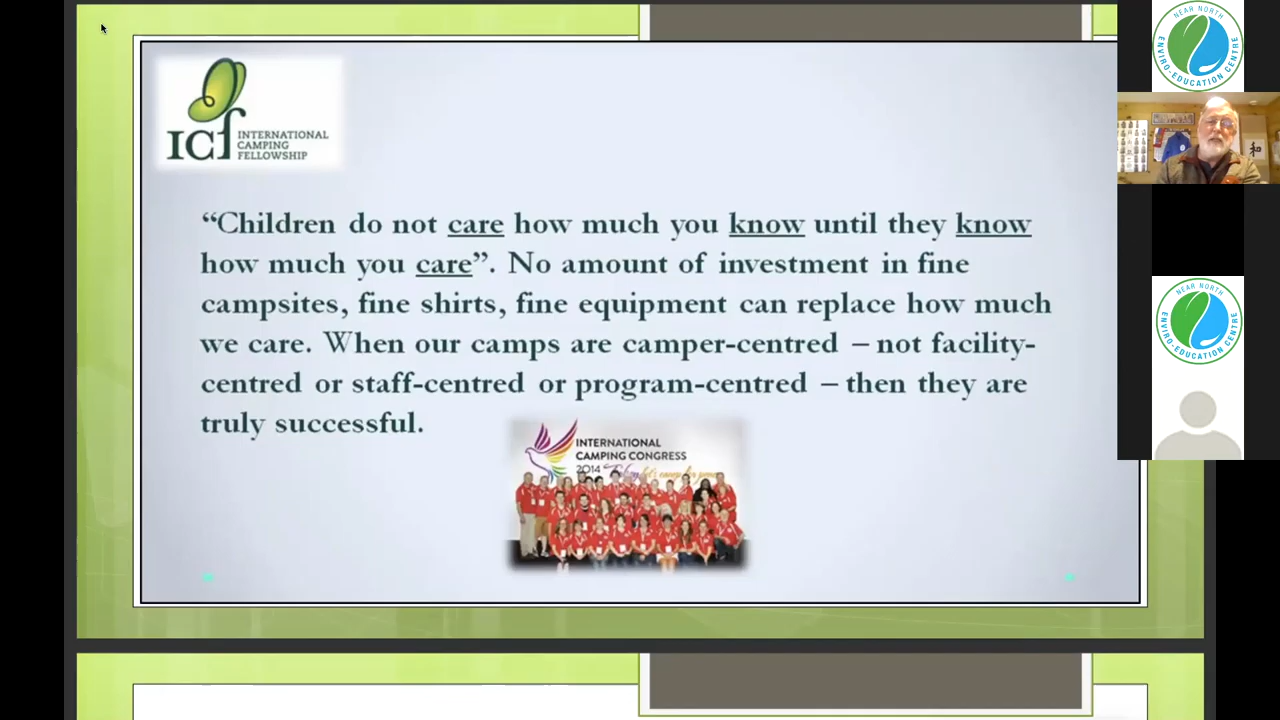 ICF INTERNATIONAL
CAMPING
FELLOWSHIP
“Children do not care how much you know until they know
how much you care”. No amount of investment in fine
campsites, fine shirts, fine equipment can replace how much
we care. When our camps are camper-centred – not facility-
centred or staff-centred or program-centred – then they are
truly successful.
INTERNATIONAL
CAMPING CONGRESS
2014
NEAR NORTH
ENVIRO-EDUCATION CENTRE
和
NEAR NORTH
ENVIRO-EDUCATION CENTRE